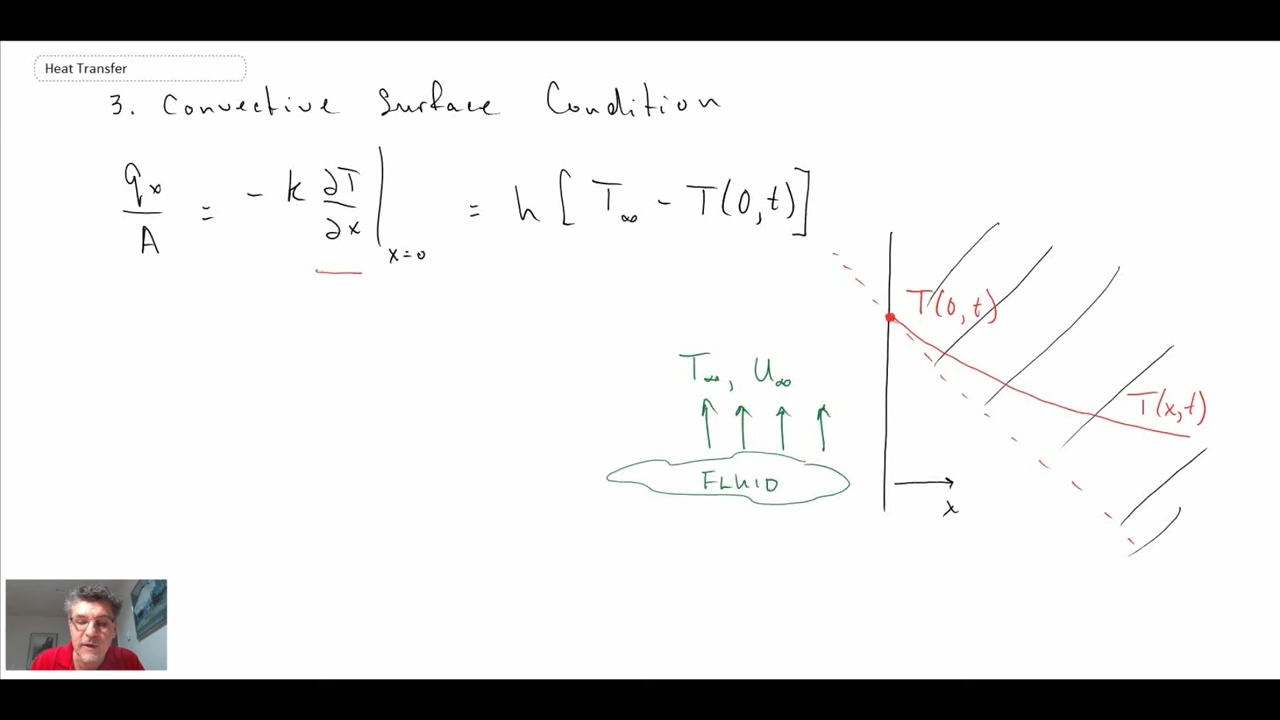 Heat Transfer
3. Convective Surface Condition
qₓ/A = -k ∂T/∂x |ₓ₌₀ = h[T∞ - T(0,t)]
T(0,t)
T∞, U∞
T(x,t)
FLUID
x